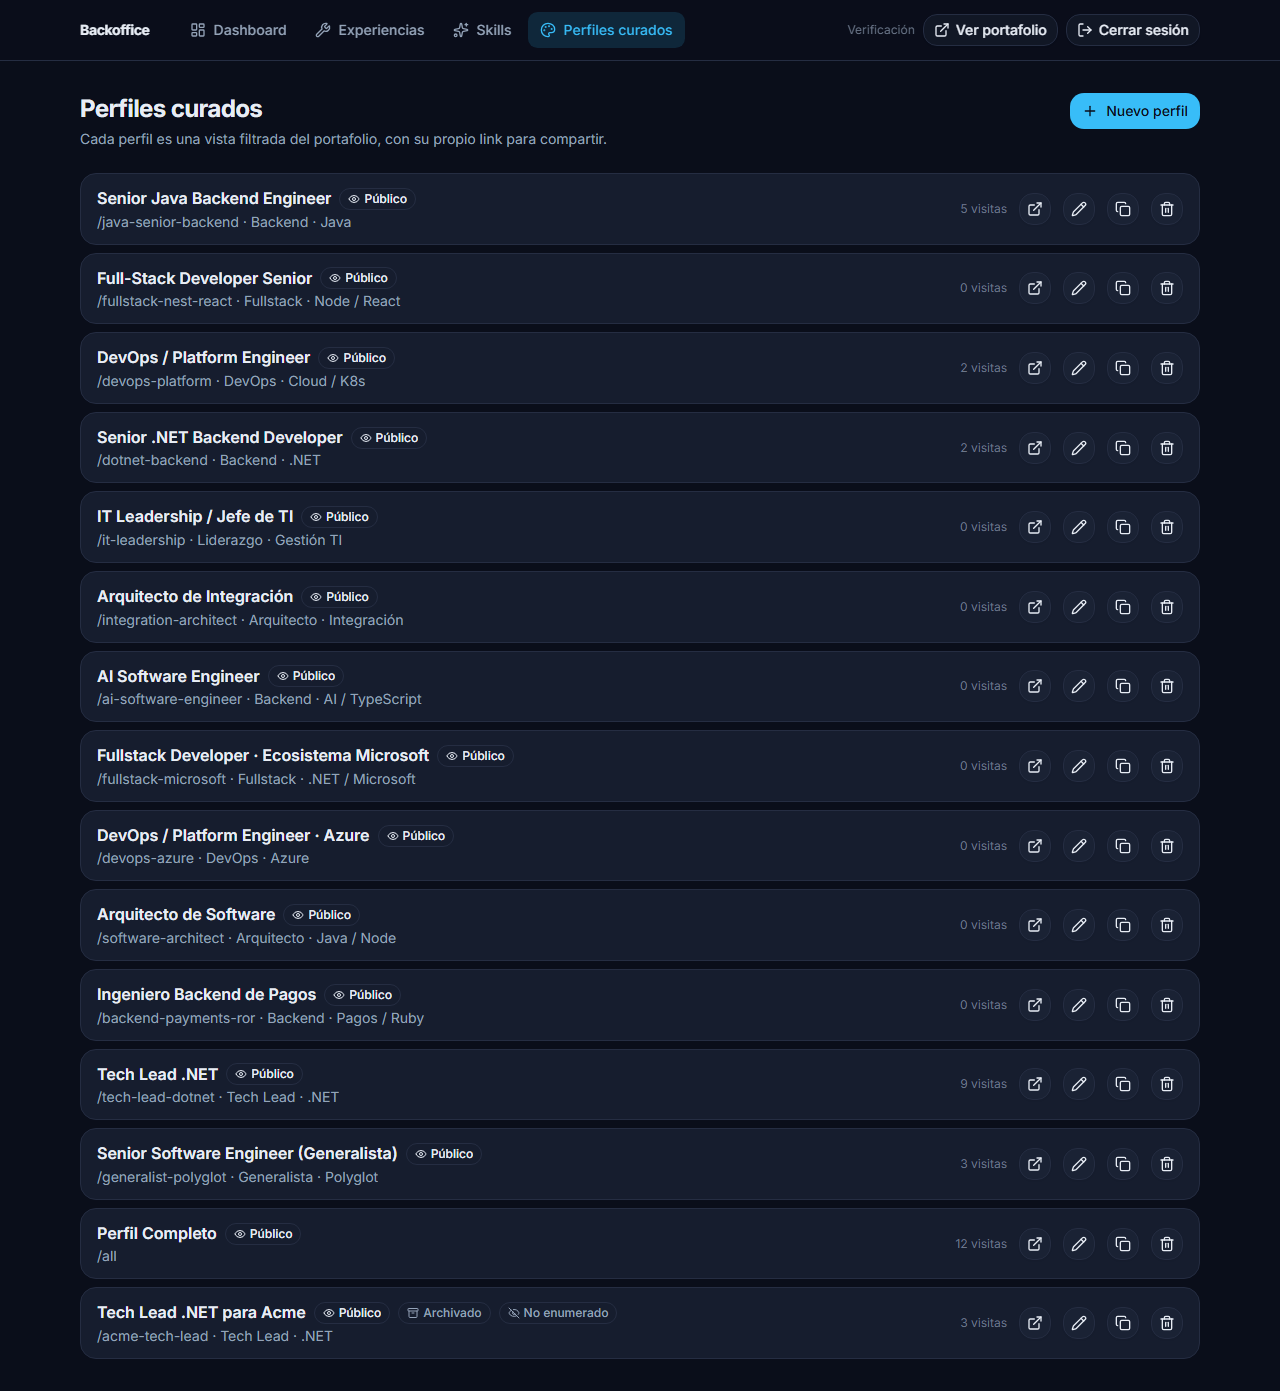 Backoffice
Dashboard
Experiencias
Skills
Perfiles curados
Verificación
Ver portafolio
Cerrar sesión
Perfiles curados
Nuevo perfil
Cada perfil es una vista filtrada del portafolio, con su propio link para compartir.
Senior Java Backend Engineer Público
/java-senior-backend · Backend · Java
5 visitas
Full-Stack Developer Senior Público
/fullstack-nest-react · Fullstack · Node / React
0 visitas
DevOps / Platform Engineer Público
/devops-platform · DevOps · Cloud / K8s
2 visitas
Senior .NET Backend Developer Público
/dotnet-backend · Backend · .NET
2 visitas
IT Leadership / Jefe de TI Público
/it-leadership · Liderazgo · Gestión TI
0 visitas
Arquitecto de Integración Público
/integration-architect · Arquitecto · Integración
0 visitas
AI Software Engineer Público
/ai-software-engineer · Backend · AI / TypeScript
0 visitas
Fullstack Developer · Ecosistema Microsoft Público
/fullstack-microsoft · Fullstack · .NET / Microsoft
0 visitas
DevOps / Platform Engineer · Azure Público
/devops-azure · DevOps · Azure
0 visitas
Arquitecto de Software Público
/software-architect · Arquitecto · Java / Node
0 visitas
Ingeniero Backend de Pagos Público
/backend-payments-ror · Backend · Pagos / Ruby
0 visitas
Tech Lead .NET Público
/tech-lead-dotnet · Tech Lead · .NET
9 visitas
Senior Software Engineer (Generalista) Público
/generalist-polyglot · Generalista · Polyglot
3 visitas
Perfil Completo Público
/all
12 visitas
Tech Lead .NET para Acme Público Archivado No enumerado
/acme-tech-lead · Tech Lead · .NET
3 visitas